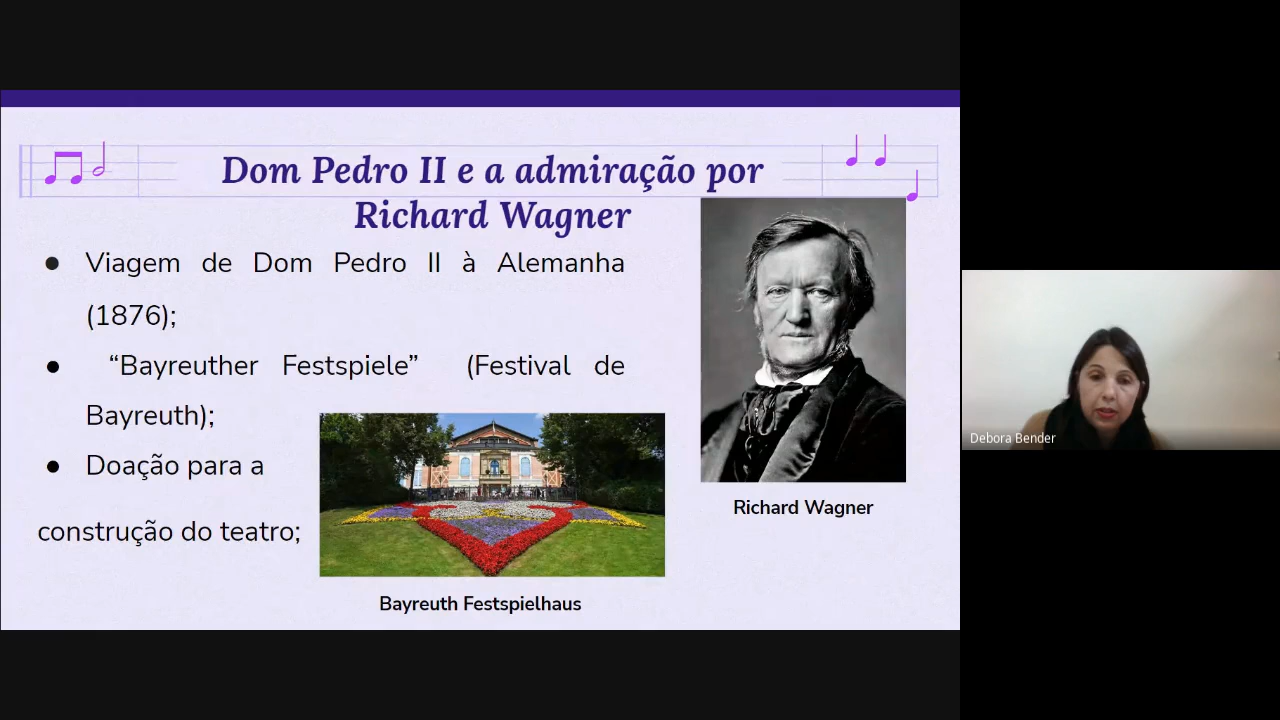 Dom Pedro II e a admiração por
Richard Wagner
● Viagem de Dom Pedro II à Alemanha
(1876);
● “Bayreuther Festspiele” (Festival de
Bayreuth);
● Doação para a
construção do teatro;
Bayreuth Festspielhaus
Richard Wagner
Debora Bender